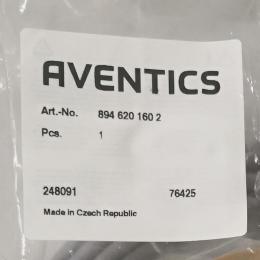 AVENTICS
Art.-No. 894 620 160 2
Pcs. 1
248091 76425
Made in Czech Republic